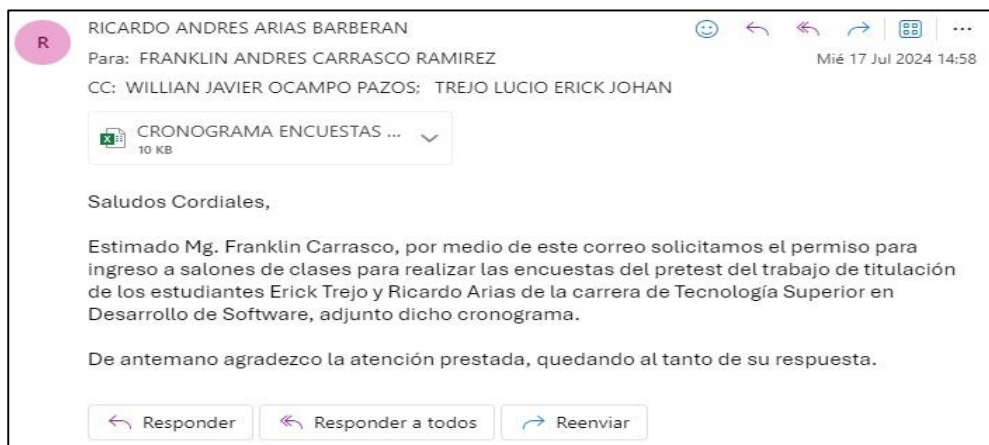 R
RICARDO ANDRES ARIAS BARBERAN
Para: FRANKLIN ANDRES CARRASCO RAMIREZ
Mié 17 Jul 2024 14:58
CC: WILLIAN JAVIER OCAMPO PAZOS; TREJO LUCIO ERICK JOHAN
CRONOGRAMA ENCUESTAS ...
10 KB
Saludos Cordiales,
Estimado Mg. Franklin Carrasco, por medio de este correo solicitamos el permiso para
ingreso a salones de clases para realizar las encuestas del pretest del trabajo de titulación
de los estudiantes Erick Trejo y Ricardo Arias de la carrera de Tecnología Superior en
Desarrollo de Software, adjunto dicho cronograma.
De antemano agradezco la atención prestada, quedando al tanto de su respuesta.
Responder Responder a todos Reenviar